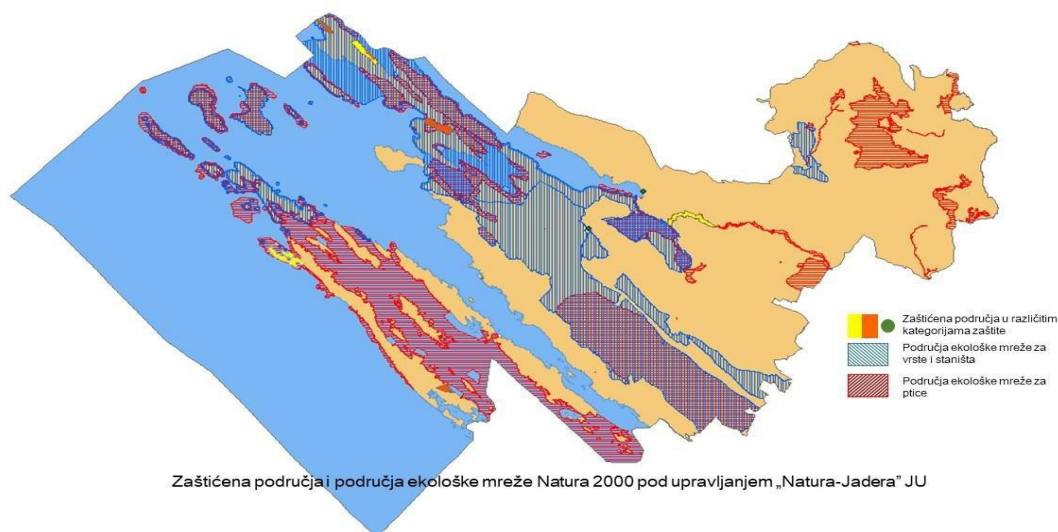 Zaštićena područja u različitim
kategorijama zaštite
Područja ekološke mreže za
vrste i staništa
Područja ekološke mreže za
ptice
Zaštićena područja i područja ekološke mreže Natura 2000 pod upravljanjem „Natura-Jadera” JU